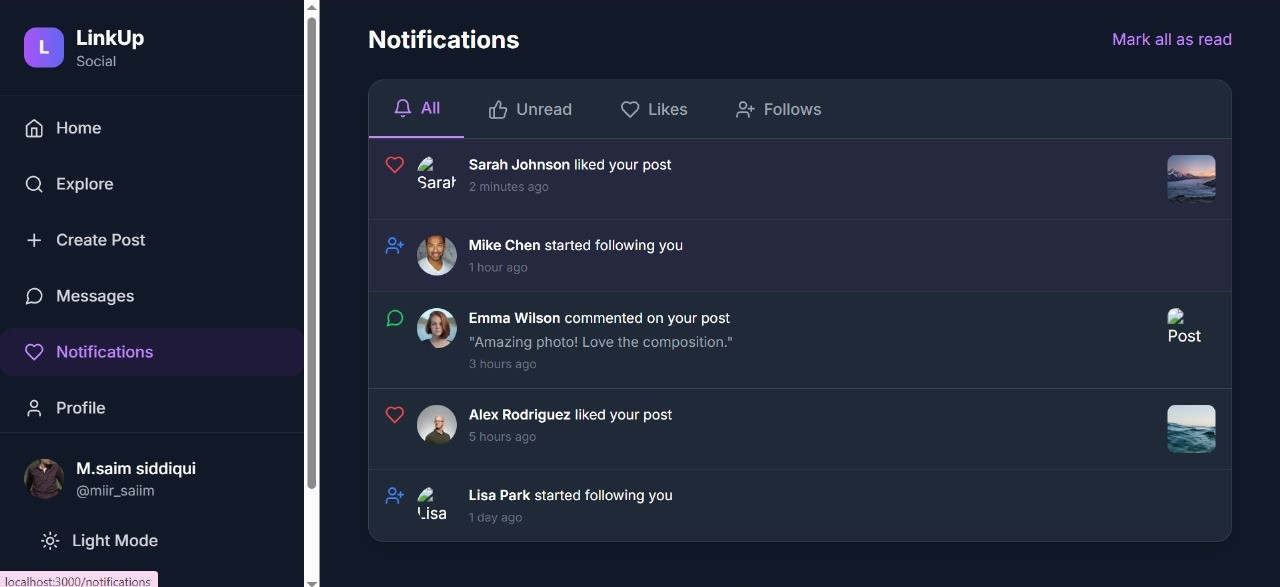 L
LinkUp
Social
Home
Explore
Create Post
Messages
Notifications
Profile
M.saim siddiqui
@miir_saiim
Light Mode
localhost:3000/notifications
Notifications
Mark all as read
All
Unread
Likes
Follows
Sarah
Sarah Johnson liked your post
2 minutes ago
Mike Chen started following you
1 hour ago
Emma Wilson commented on your post
"Amazing photo! Love the composition."
3 hours ago
Post
Alex Rodriguez liked your post
5 hours ago
Lisa
Lisa Park started following you
1 day ago